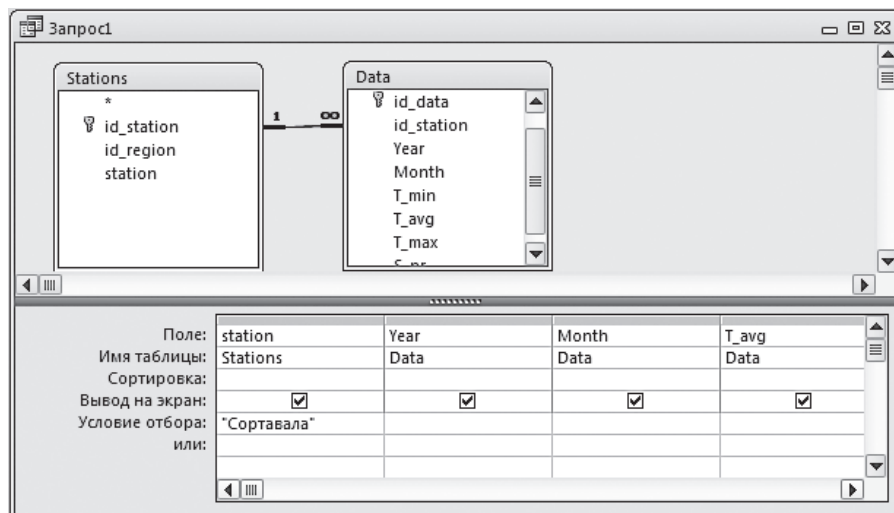 Запрос1
Stations
*
id_station
id_region
station
1 ∞
Data
id_data
id_station
Year
Month
T_min
T_avg
T_max
Поле: station Year Month T_avg
Имя таблицы: Stations Data Data Data
Сортировка:
Вывод на экран:
Условие отбора: "Сортавала"
или: